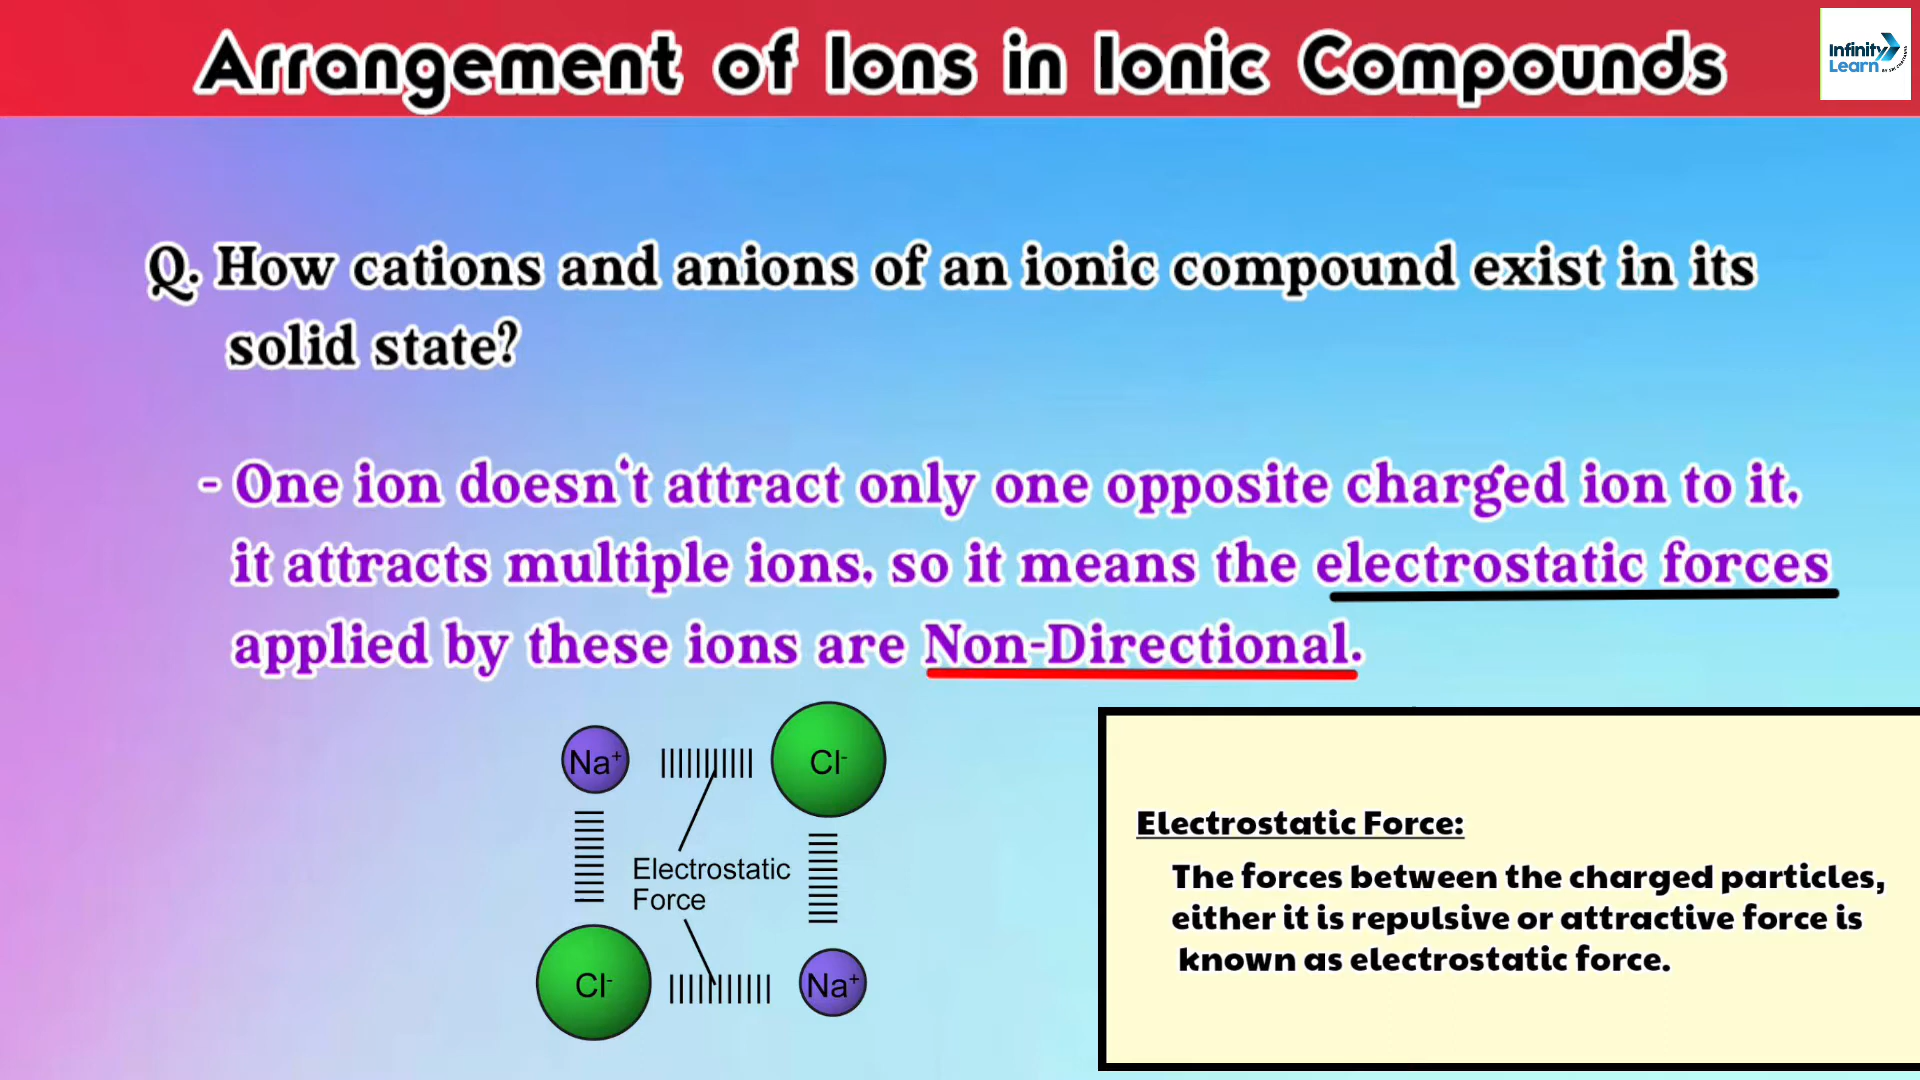 Arrangement of Ions in Ionic Compounds
Infinity
Learn
Q. How cations and anions of an ionic compound exist in its
solid state?
- One ion doesn't attract only one opposite charged ion to it,
it attracts multiple ions, so it means the electrostatic forces
applied by these ions are Non-Directional.
Na+ Cl-
Electrostatic
Force
Cl- Na+
Electrostatic Force:
The forces between the charged particles,
either it is repulsive or attractive force is
known as electrostatic force.